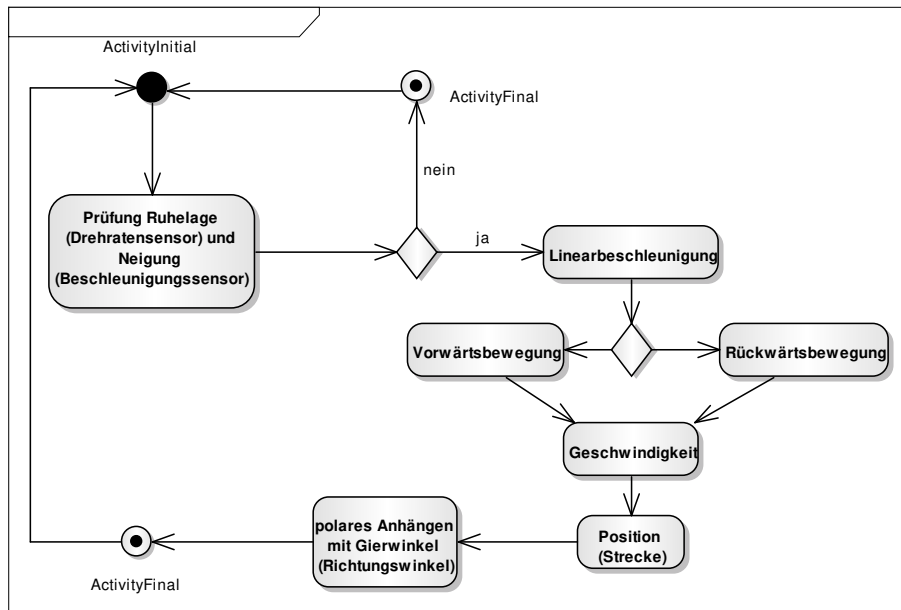 ActivityInitial
ActivityFinal
nein
Prüfung Ruhelage
(Drehratensensor) und
Neigung
(Beschleunigungssensor)
ja
Linearbeschleunigung
Vorwärtsbewegung
Rückwärtsbewegung
Geschwindigkeit
polares Anhängen
mit Gierwinkel
(Richtungswinkel)
Position
(Strecke)
ActivityFinal